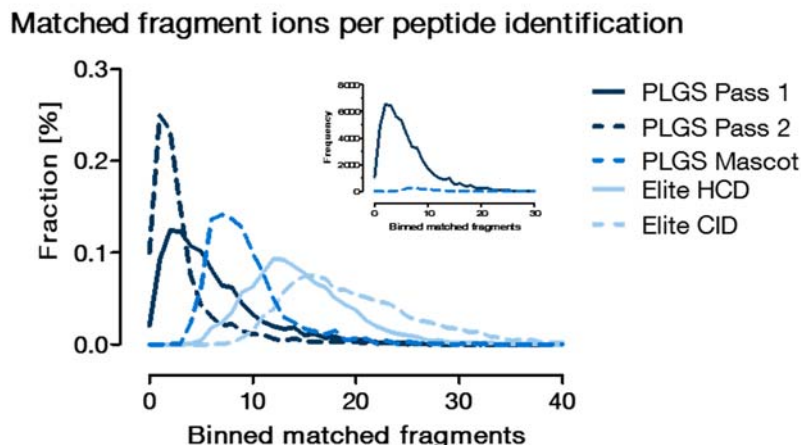 Matched fragment ions per peptide identification
Fraction [%]
0.3
0.2
0.1
0.0
0 10 20 30 40
Binned matched fragments
Frequency
8000
6000
4000
2000
0
0 10 20 30
Binned matched fragments
PLGS Pass 1
PLGS Pass 2
PLGS Mascot
Elite HCD
Elite CID